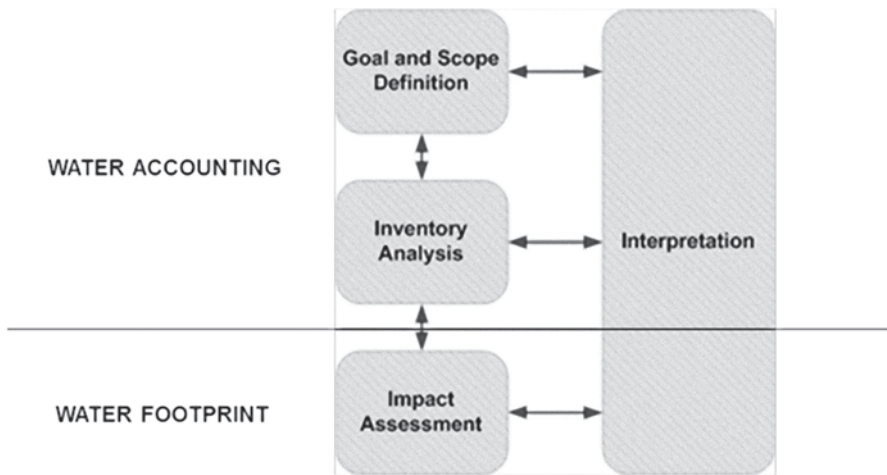 Goal and Scope
Definition
WATER ACCOUNTING
Inventory
Analysis
Interpretation
WATER FOOTPRINT
Impact
Assessment